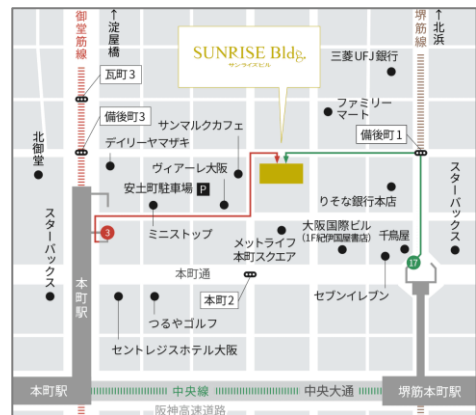 御堂筋線
↑淀屋橋
SUNRISE Bldg.
サンライズビル
堺筋線
↑北浜
三菱UFJ銀行
瓦町3
ファミリー
マート
備後町3
サンマルクカフェ
備後町1
北御堂
デイリーヤマザキ
ヴィアーレ大阪
スターバックス
安土町駐車場 P
りそな銀行本店
スターバックス
3
ミニストップ
メットライフ
本町スクエア
大阪国際ビル
(1F紀伊国屋書店)
千鳥屋
17
本町通
本町2
セブンイレブン
本町駅
つるやゴルフ
セントレジスホテル大阪
本町駅
中央線
中央大通
堺筋本町駅
阪神高速道路